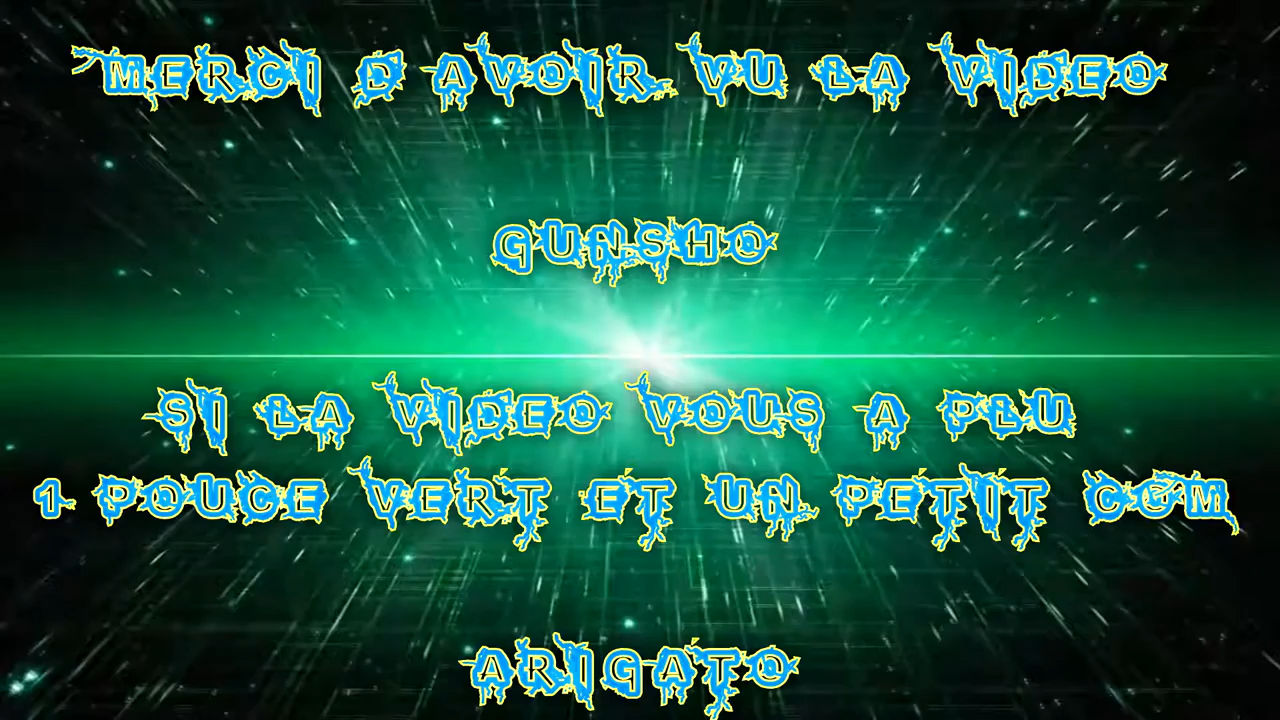 MERCI D AVOIR VU LA VIDEO
GUNSHO
SI LA VIDEO VOUS A PLU
1 POUCE VERT ET UN PETIT COM
ARIGATO